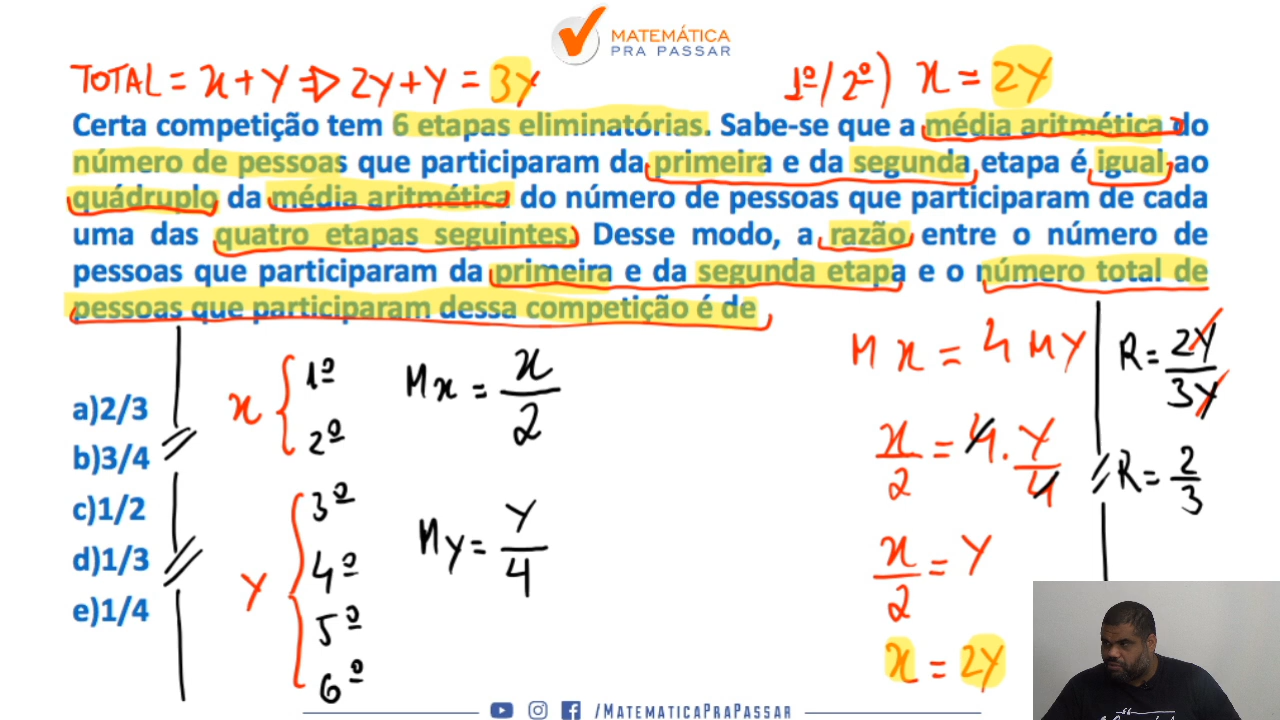 MATEMÁTICA
PRA PASSAR
TOTAL = x + Y ⇒ 2Y + Y = 3Y
1º/2º) x = 2Y
Certa competição tem 6 etapas eliminatórias. Sabe-se que a média aritmética do
número de pessoas que participaram da primeira e da segunda etapa é igual ao
quádruplo da média aritmética do número de pessoas que participaram de cada
uma das quatro etapas seguintes. Desse modo, a razão entre o número de
pessoas que participaram da primeira e da segunda etapa e o número total de
pessoas que participaram dessa competição é de
a)2/3
b)3/4
c)1/2
d)1/3
e)1/4
x { 1º
2º
Y { 3º
4º
5º
6º
Mx = x/2
My = Y/4
Mx = 4 MY
x/2 = 4 . Y/4
x/2 = Y
x = 2Y
R = 2Y/3Y
R = 2/3
/MatematicaPraPassar